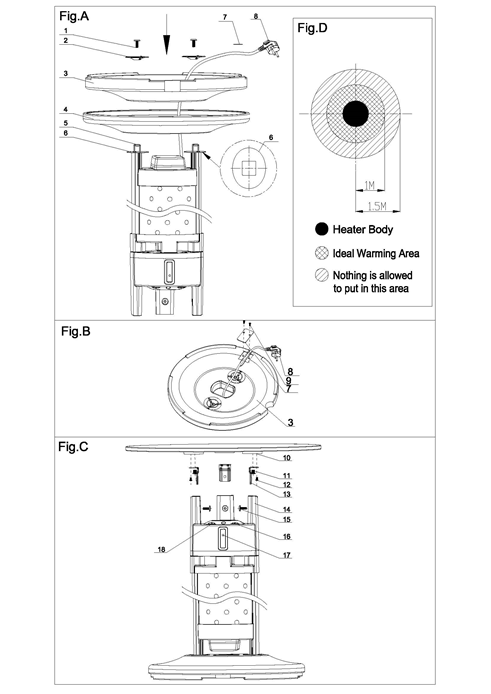 Fig.A
7
8
1
2
3
4
5
6
6
Fig.D
1M
1.5M
Heater Body
Ideal Warming Area
Nothing is allowed
to put in this area
Fig.B
8
9
7
3
Fig.C
10
11
12
13
14
15
16
18
17